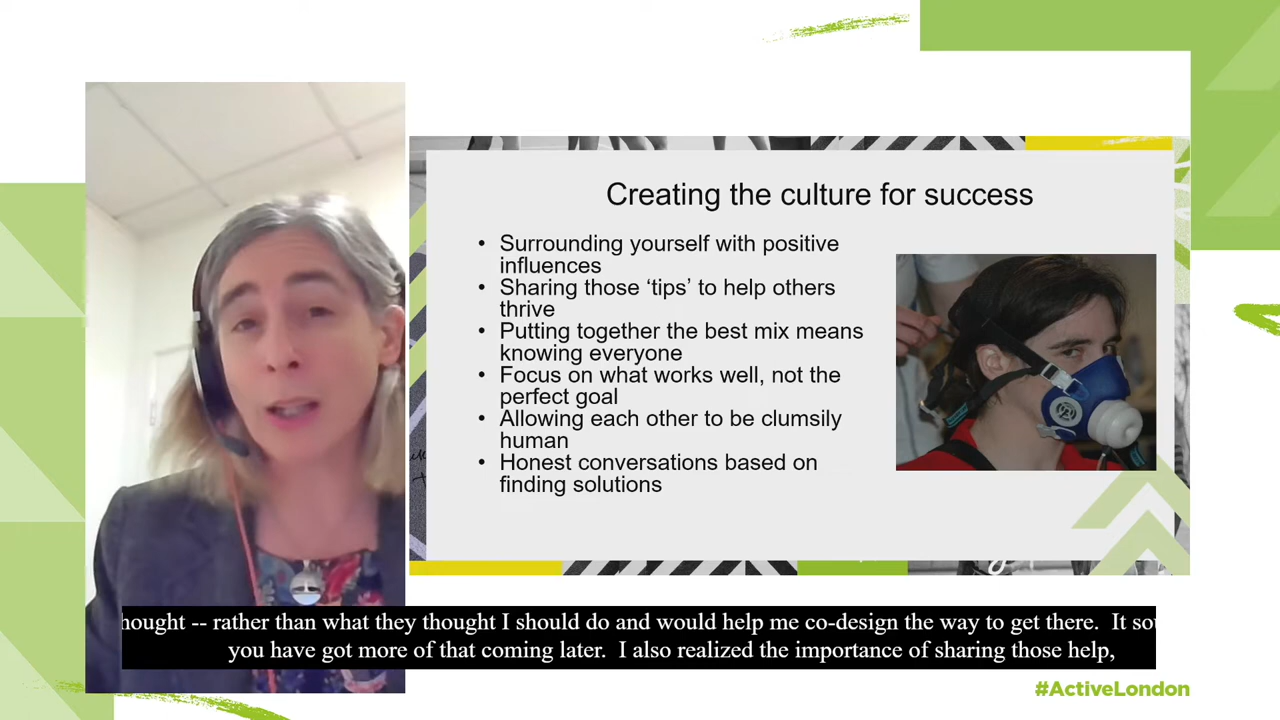 Creating the culture for success
• Surrounding yourself with positive
influences
• Sharing those ‘tips’ to help others
thrive
• Putting together the best mix means
knowing everyone
• Focus on what works well, not the
perfect goal
• Allowing each other to be clumsily
human
• Honest conversations based on
finding solutions
-- rather than what they thought I should do and would help me co-design the way to get there. It
you have got more of that coming later. I also realized the importance of sharing those help,
#ActiveLondon